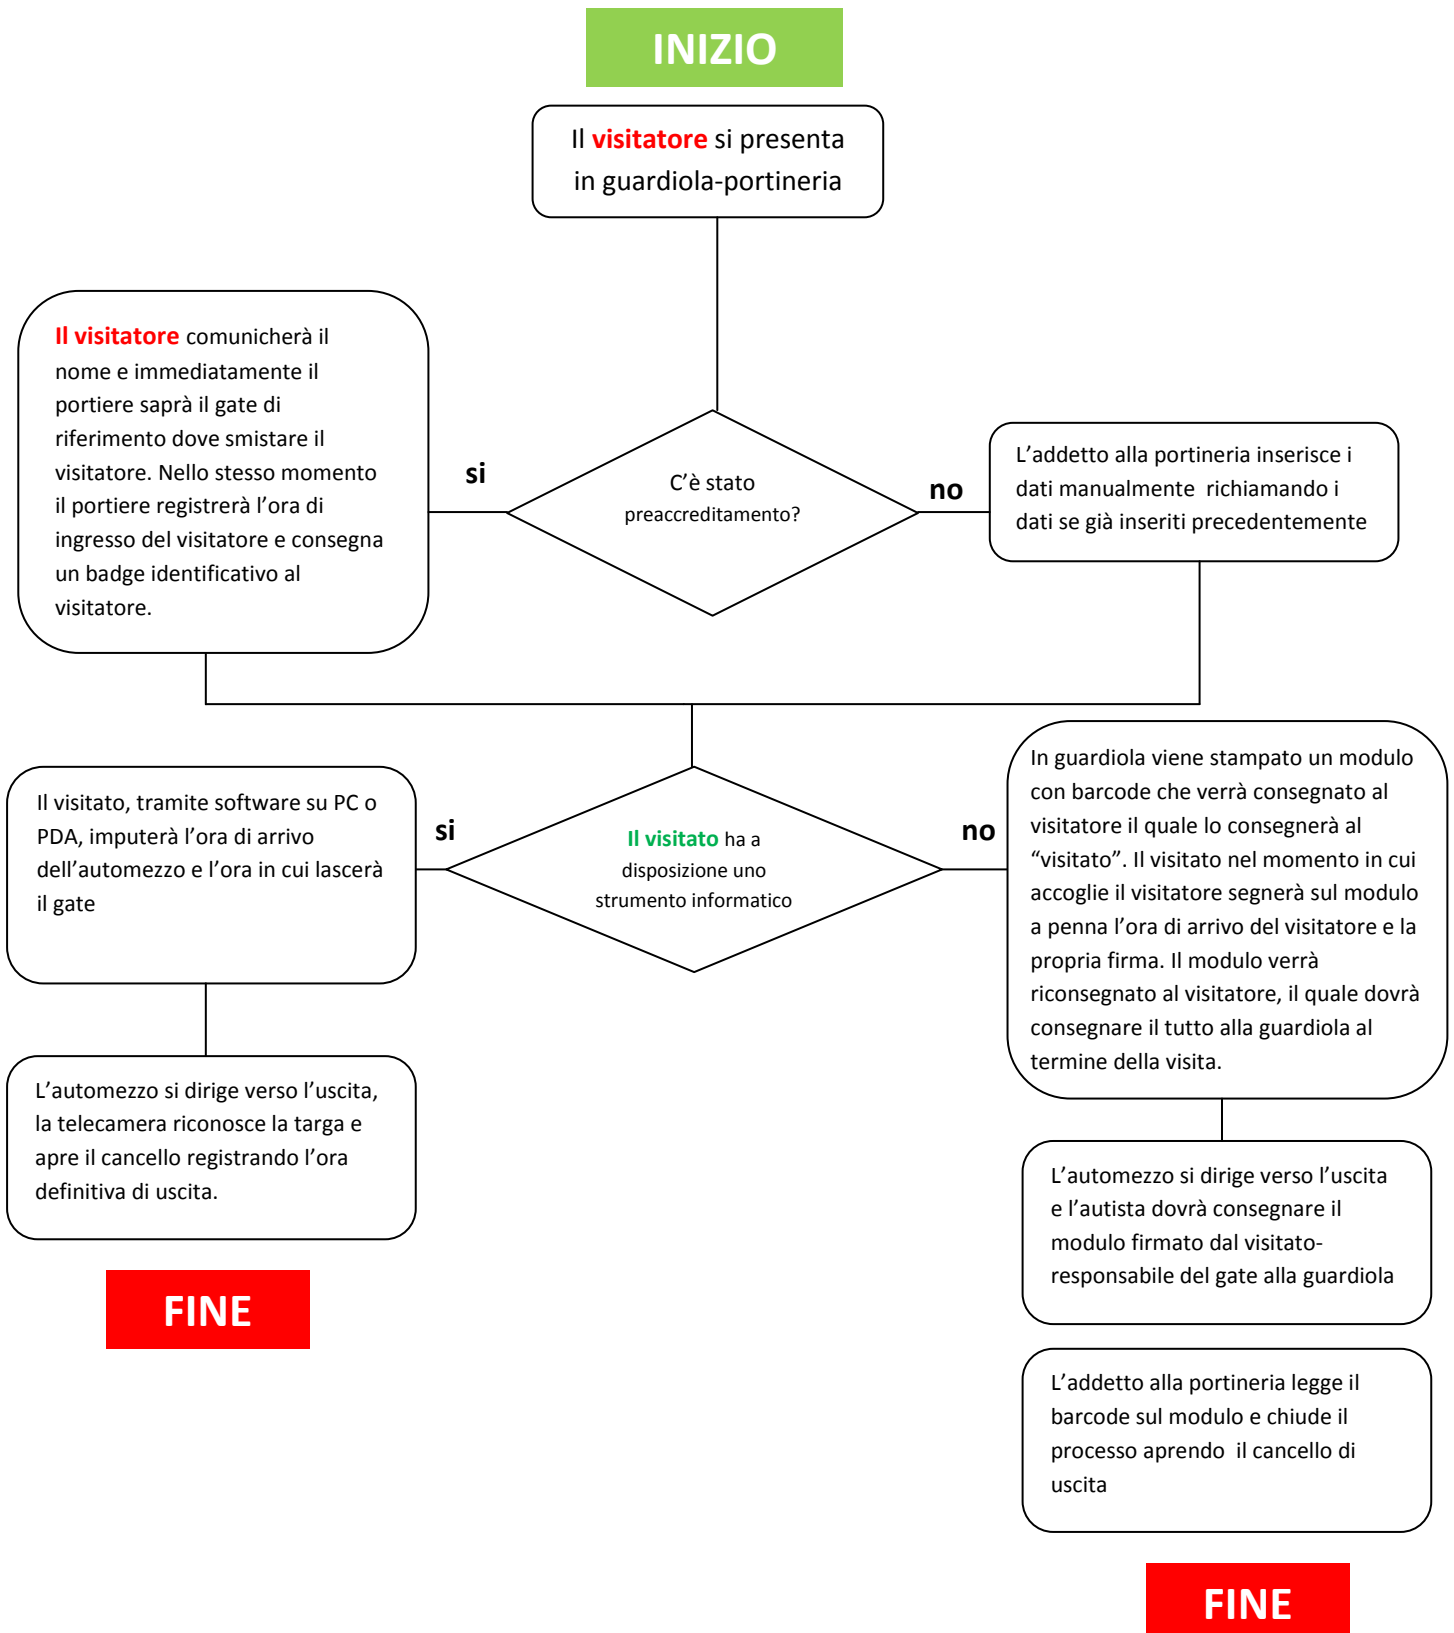 INIZIO
Il visitatore si presenta
in guardiola-portineria
Il visitatore comunicherà il
nome e immediatamente il
portiere saprà il gate di
riferimento dove smistare il
visitatore. Nello stesso momento
il portiere registrerà l’ora di
ingresso del visitatore e consegna
un badge identificativo al
visitatore.
si
C’è stato
preaccreditamento?
no
L’addetto alla portineria inserisce i
dati manualmente  richiamando i
dati se già inseriti precedentemente
Il visitato, tramite software su PC o
PDA, imputerà l’ora di arrivo
dell’automezzo e l’ora in cui lascerà
il gate
si
Il visitato ha a
disposizione uno
strumento informatico
no
In guardiola viene stampato un modulo
con barcode che verrà consegnato al
visitatore il quale lo consegnerà al
“visitato”. Il visitato nel momento in cui
accoglie il visitatore segnerà sul modulo
a penna l’ora di arrivo del visitatore e la
propria firma. Il modulo verrà
riconsegnato al visitatore, il quale dovrà
consegnare il tutto alla guardiola al
termine della visita.
L’automezzo si dirige verso l’uscita,
la telecamera riconosce la targa e
apre il cancello registrando l’ora
definitiva di uscita.
FINE
L’automezzo si dirige verso l’uscita
e l’autista dovrà consegnare il
modulo firmato dal visitato-
responsabile del gate alla guardiola
L’addetto alla portineria legge il
barcode sul modulo e chiude il
processo aprendo  il cancello di
uscita
FINE